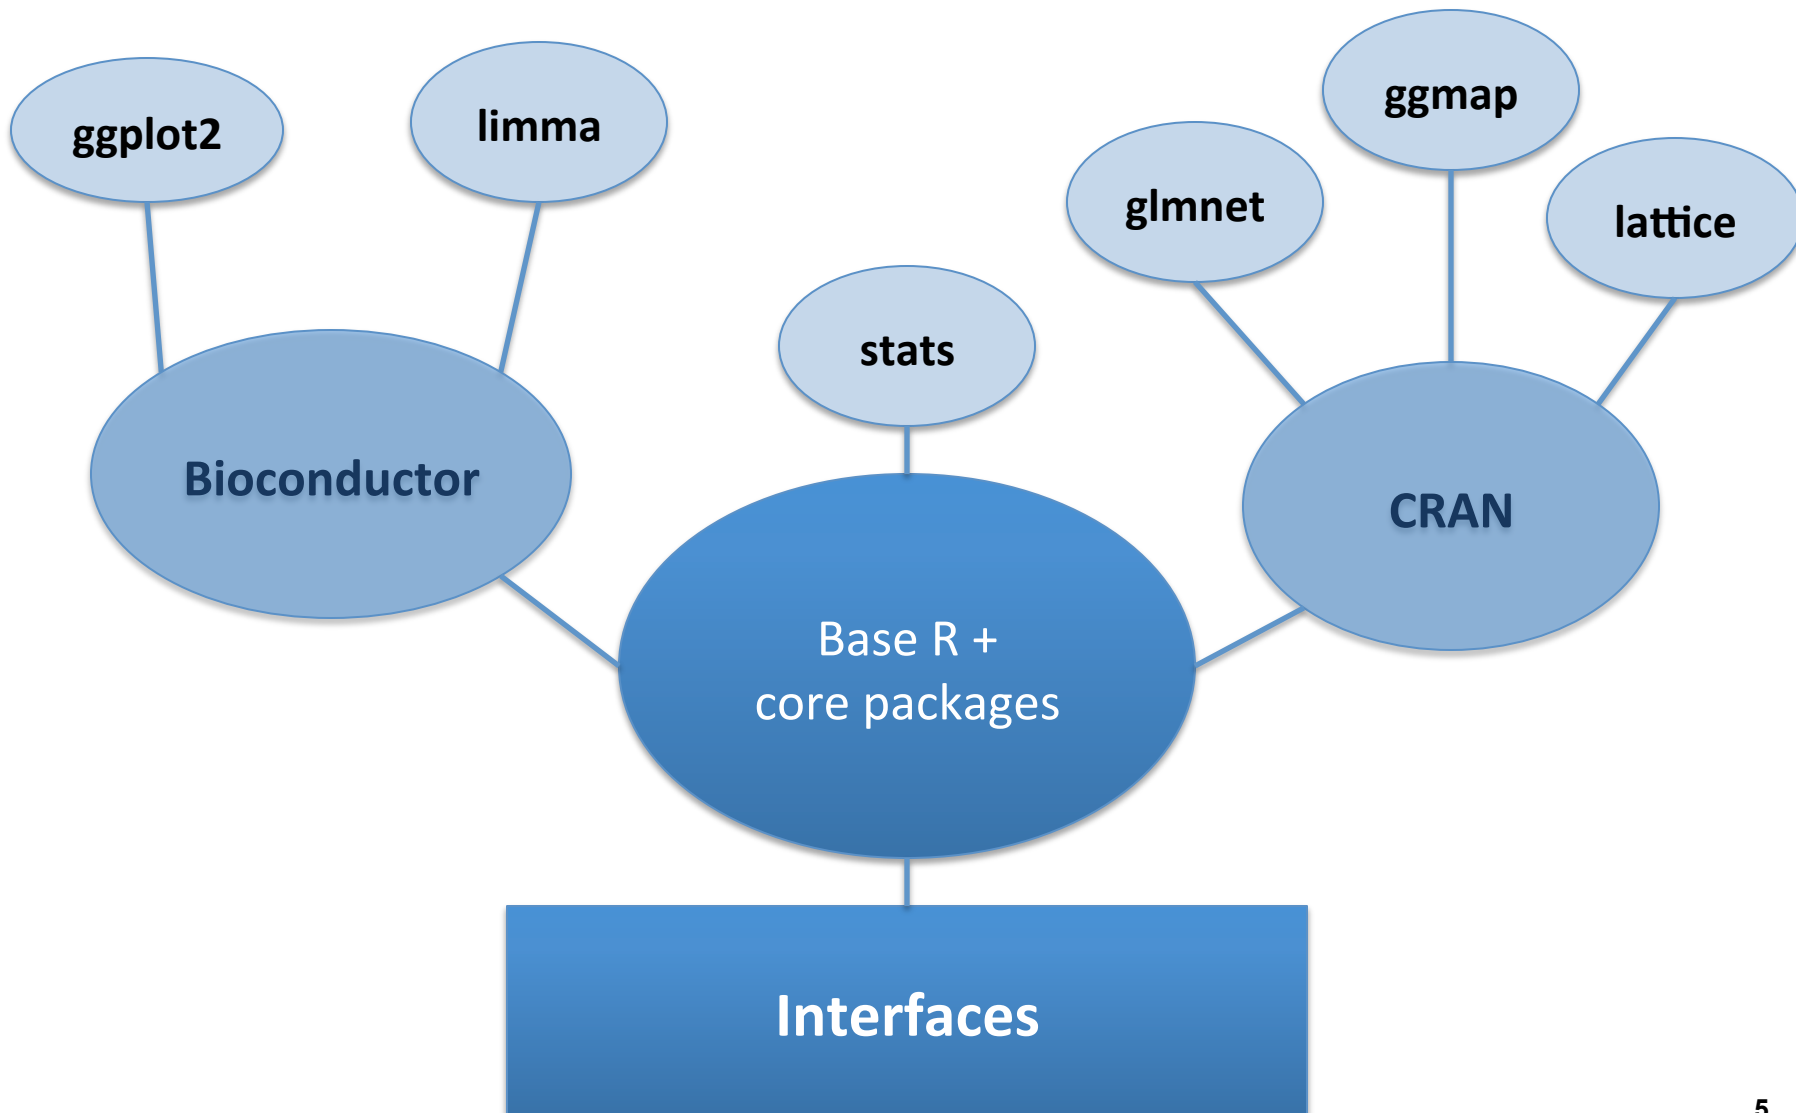 ggplot2
limma
ggmap
glmnet
lattice
stats
Bioconductor
CRAN
Base R +
core packages
Interfaces
5